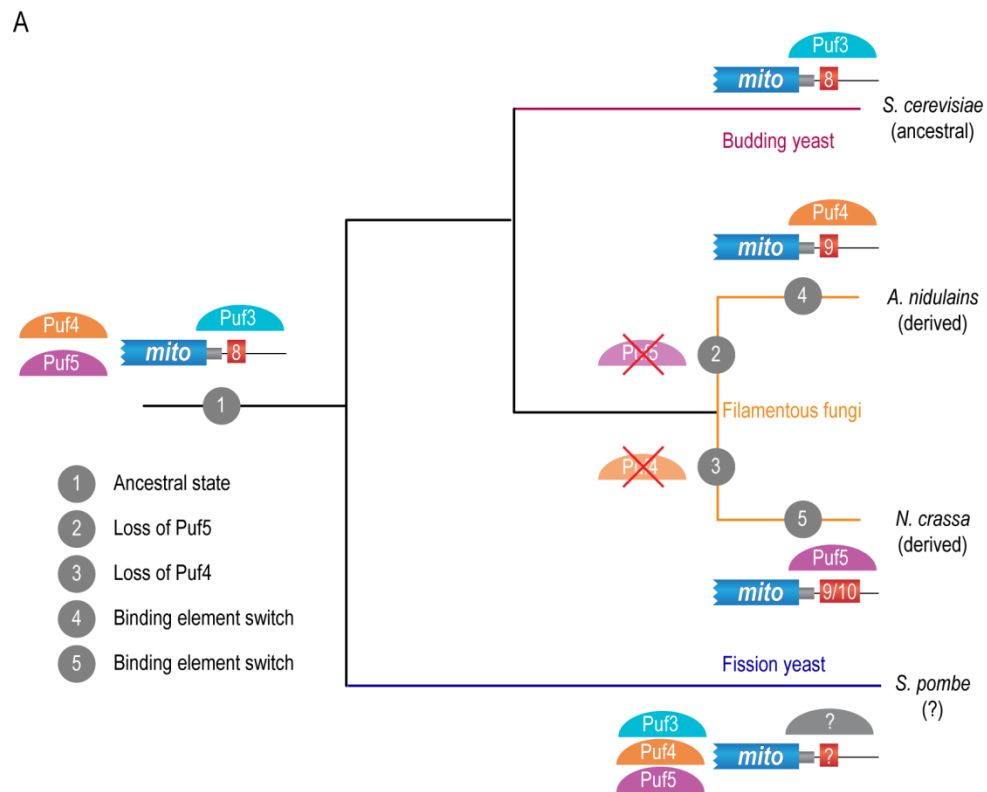 A
Puf3
mito
8
S. cerevisiae
(ancestral)
Budding yeast
Puf4
mito
9
4
A. nidulains
(derived)
Puf4
Puf5
Puf3
mito
8
Puf5
2
1
Filamentous fungi
Puf4
3
1 Ancestral state
2 Loss of Puf5
3 Loss of Puf4
4 Binding element switch
5 Binding element switch
5
N. crassa
(derived)
Puf5
mito
9/10
Fission yeast
S. pombe
(?)
Puf3
Puf4
Puf5
?
mito
?